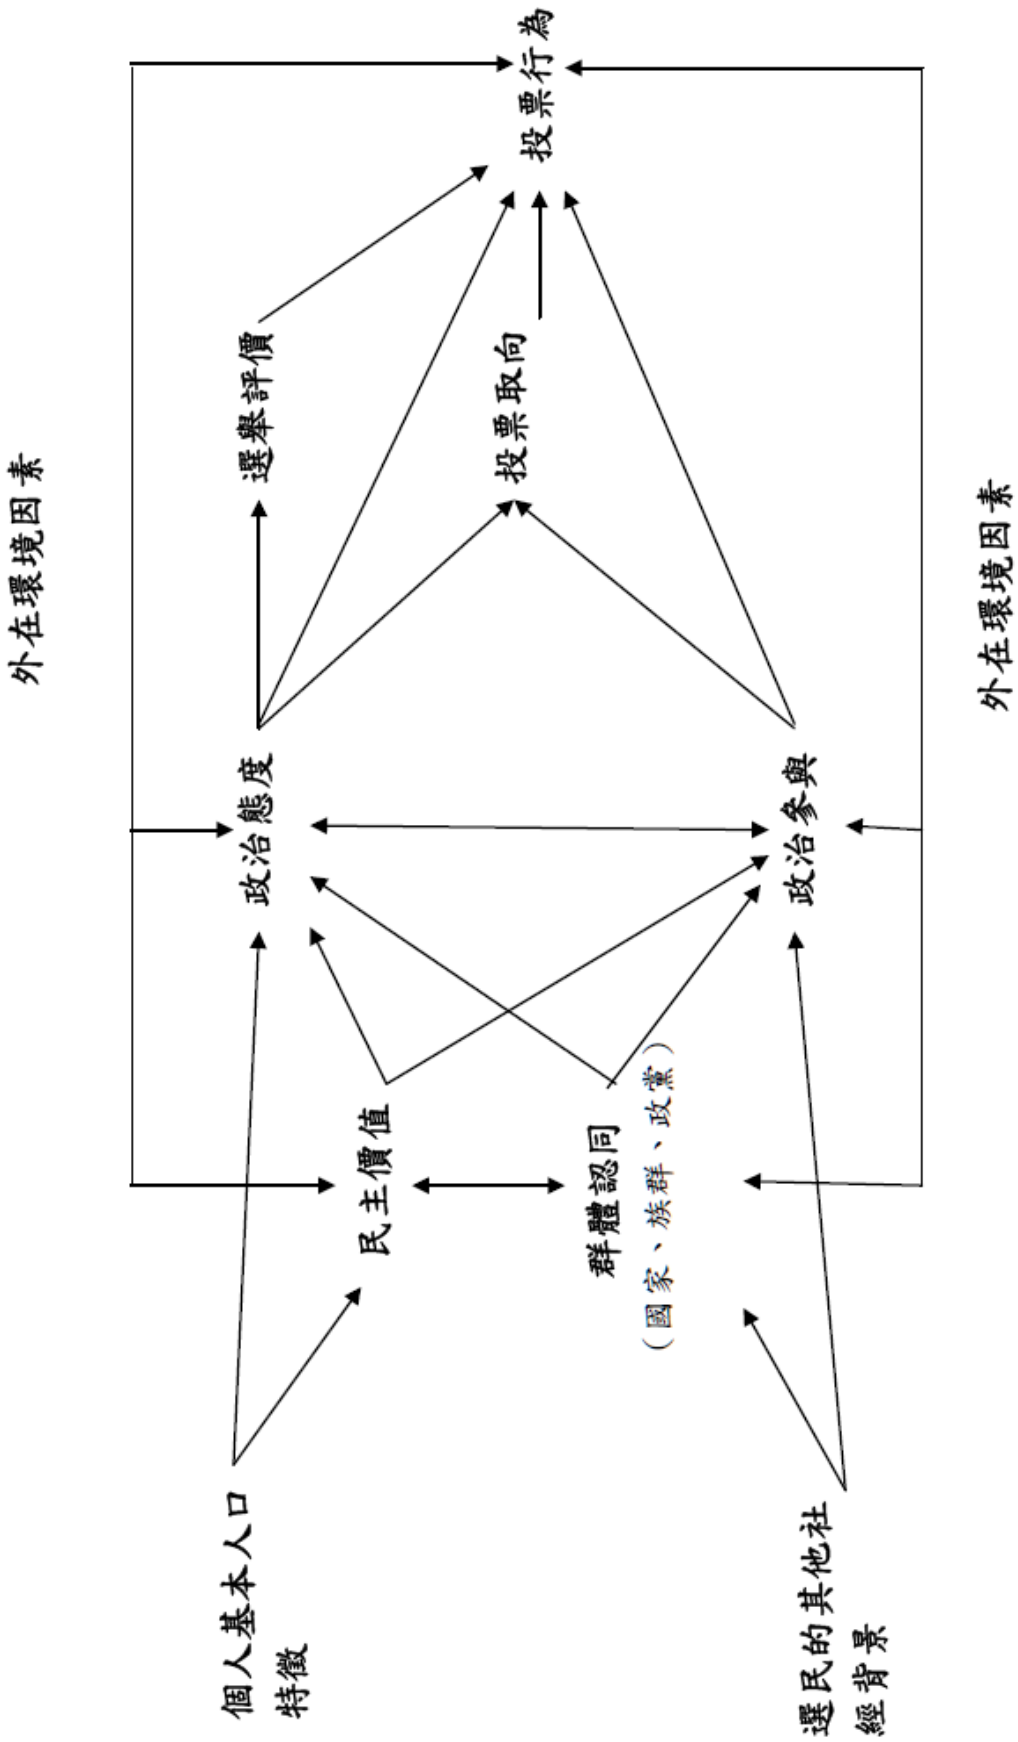 外在環境因素
個人基本人口
特徵
民主價值
政治態度
選舉評價
群體認同
（國家、族群、政黨）
投票取向
投票行為
選民的其他社
經背景
政治參與
外在環境因素